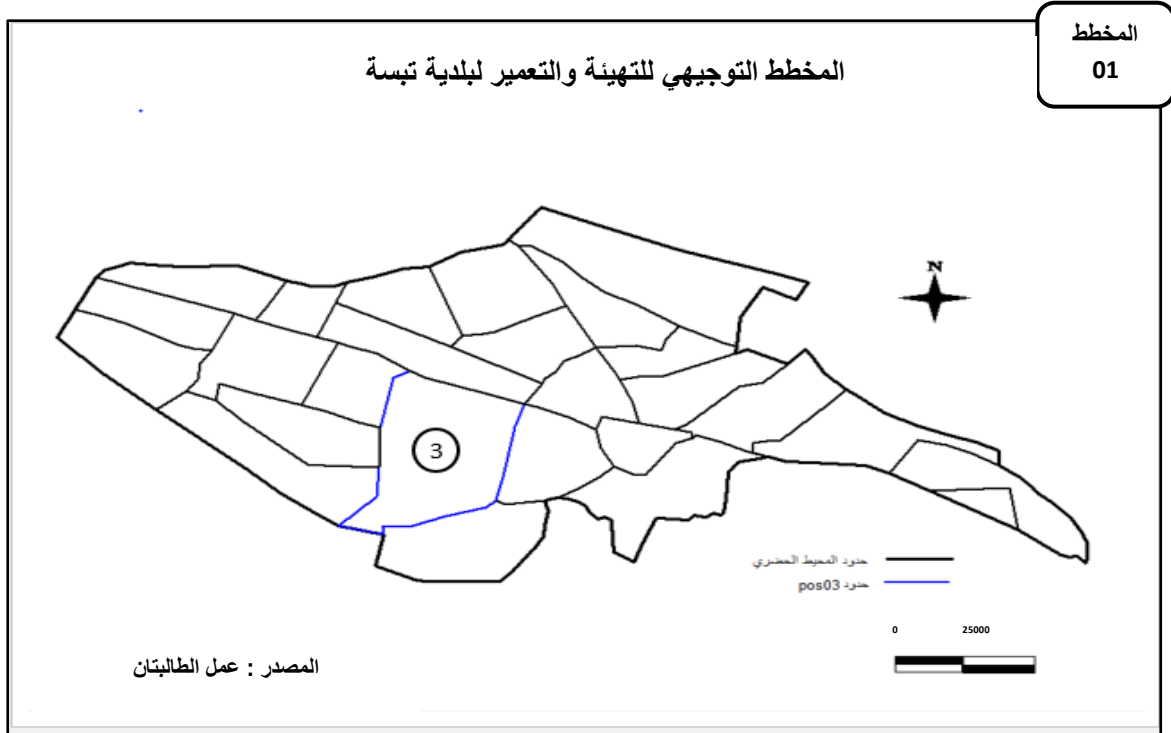 المخطط
01
المخطط التوجيهي للتهيئة والتعمير لبلدية تبسة
N
3
حدود المحيط الحضري
حدود pos03
0 25000
المصدر : عمل الطالبتان